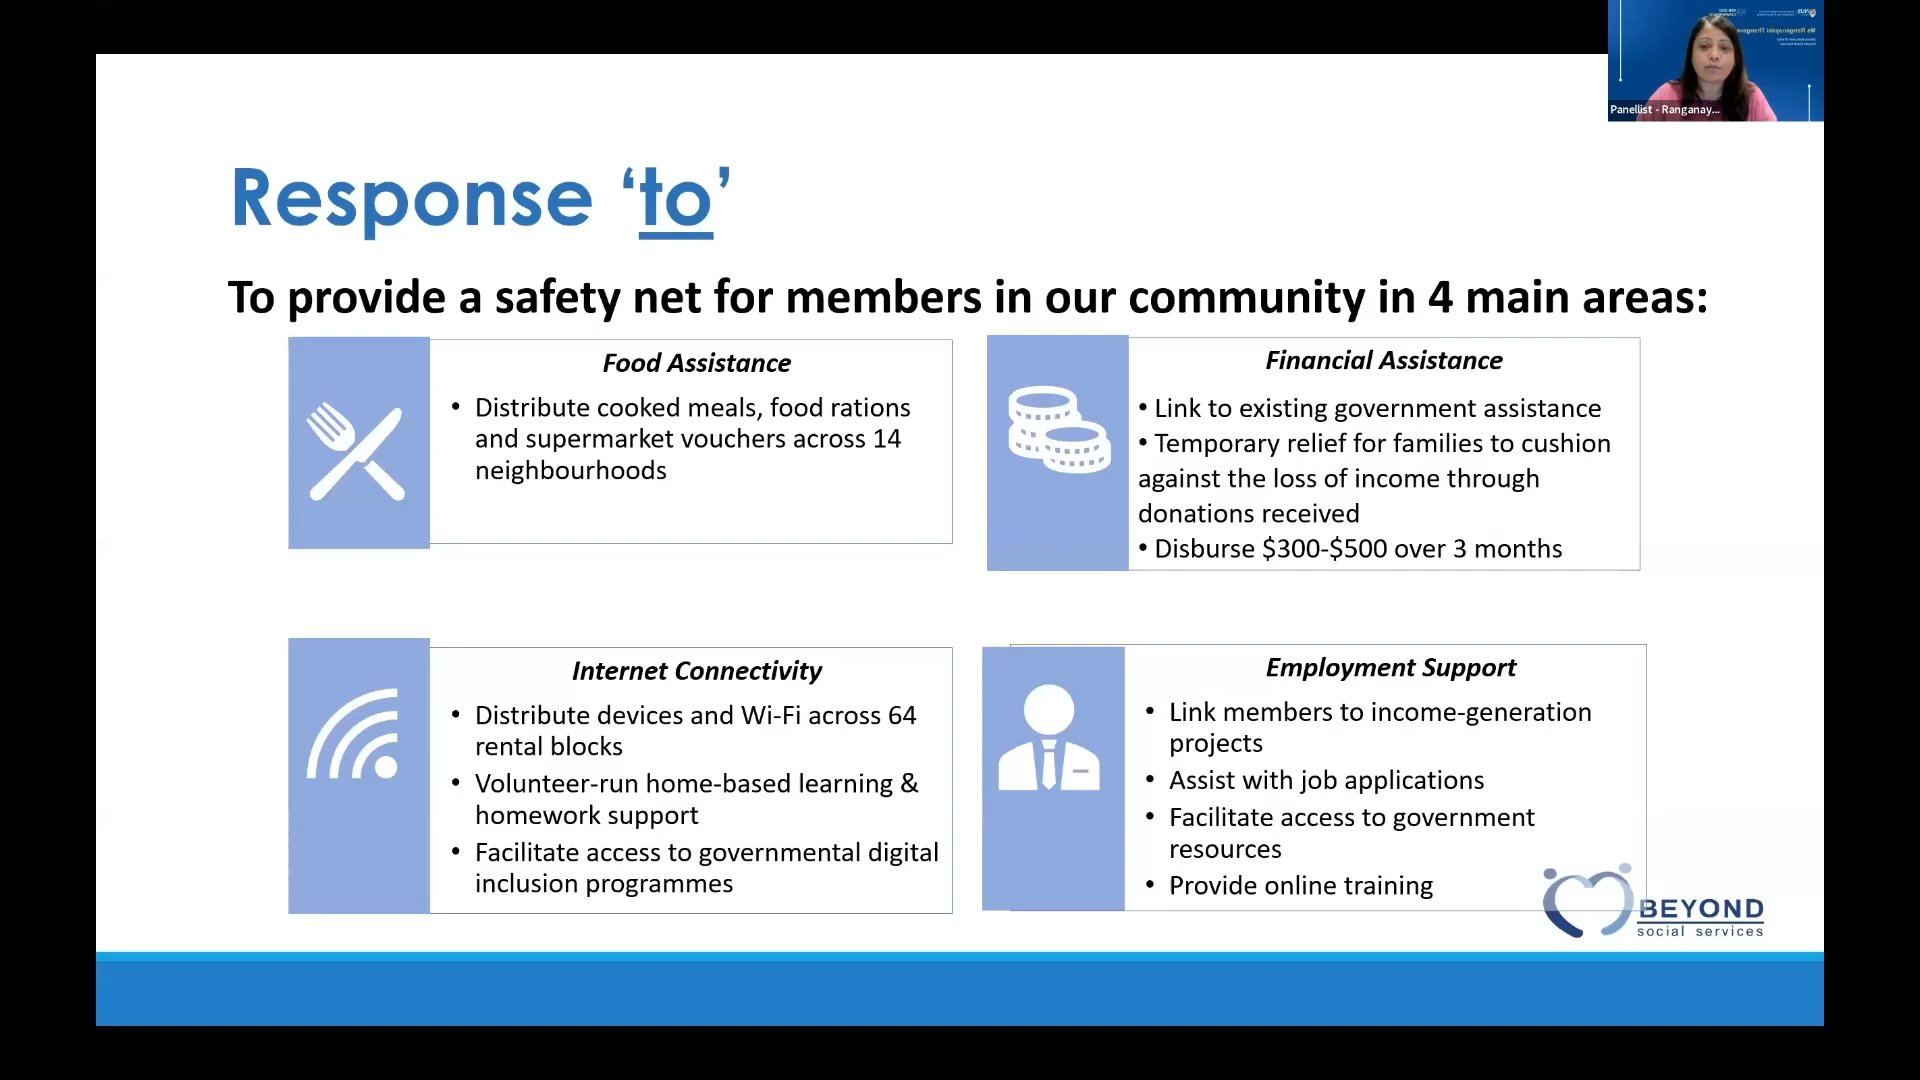 Panellist - Ranganay...
Response ‘to’
To provide a safety net for members in our community in 4 main areas:
Food Assistance
• Distribute cooked meals, food rations
and supermarket vouchers across 14
neighbourhoods
Financial Assistance
• Link to existing government assistance
• Temporary relief for families to cushion
against the loss of income through
donations received
• Disburse $300-$500 over 3 months
Internet Connectivity
• Distribute devices and Wi-Fi across 64
rental blocks
• Volunteer-run home-based learning &
homework support
• Facilitate access to governmental digital
inclusion programmes
Employment Support
• Link members to income-generation
projects
• Assist with job applications
• Facilitate access to government
resources
• Provide online training
BEYOND
social services